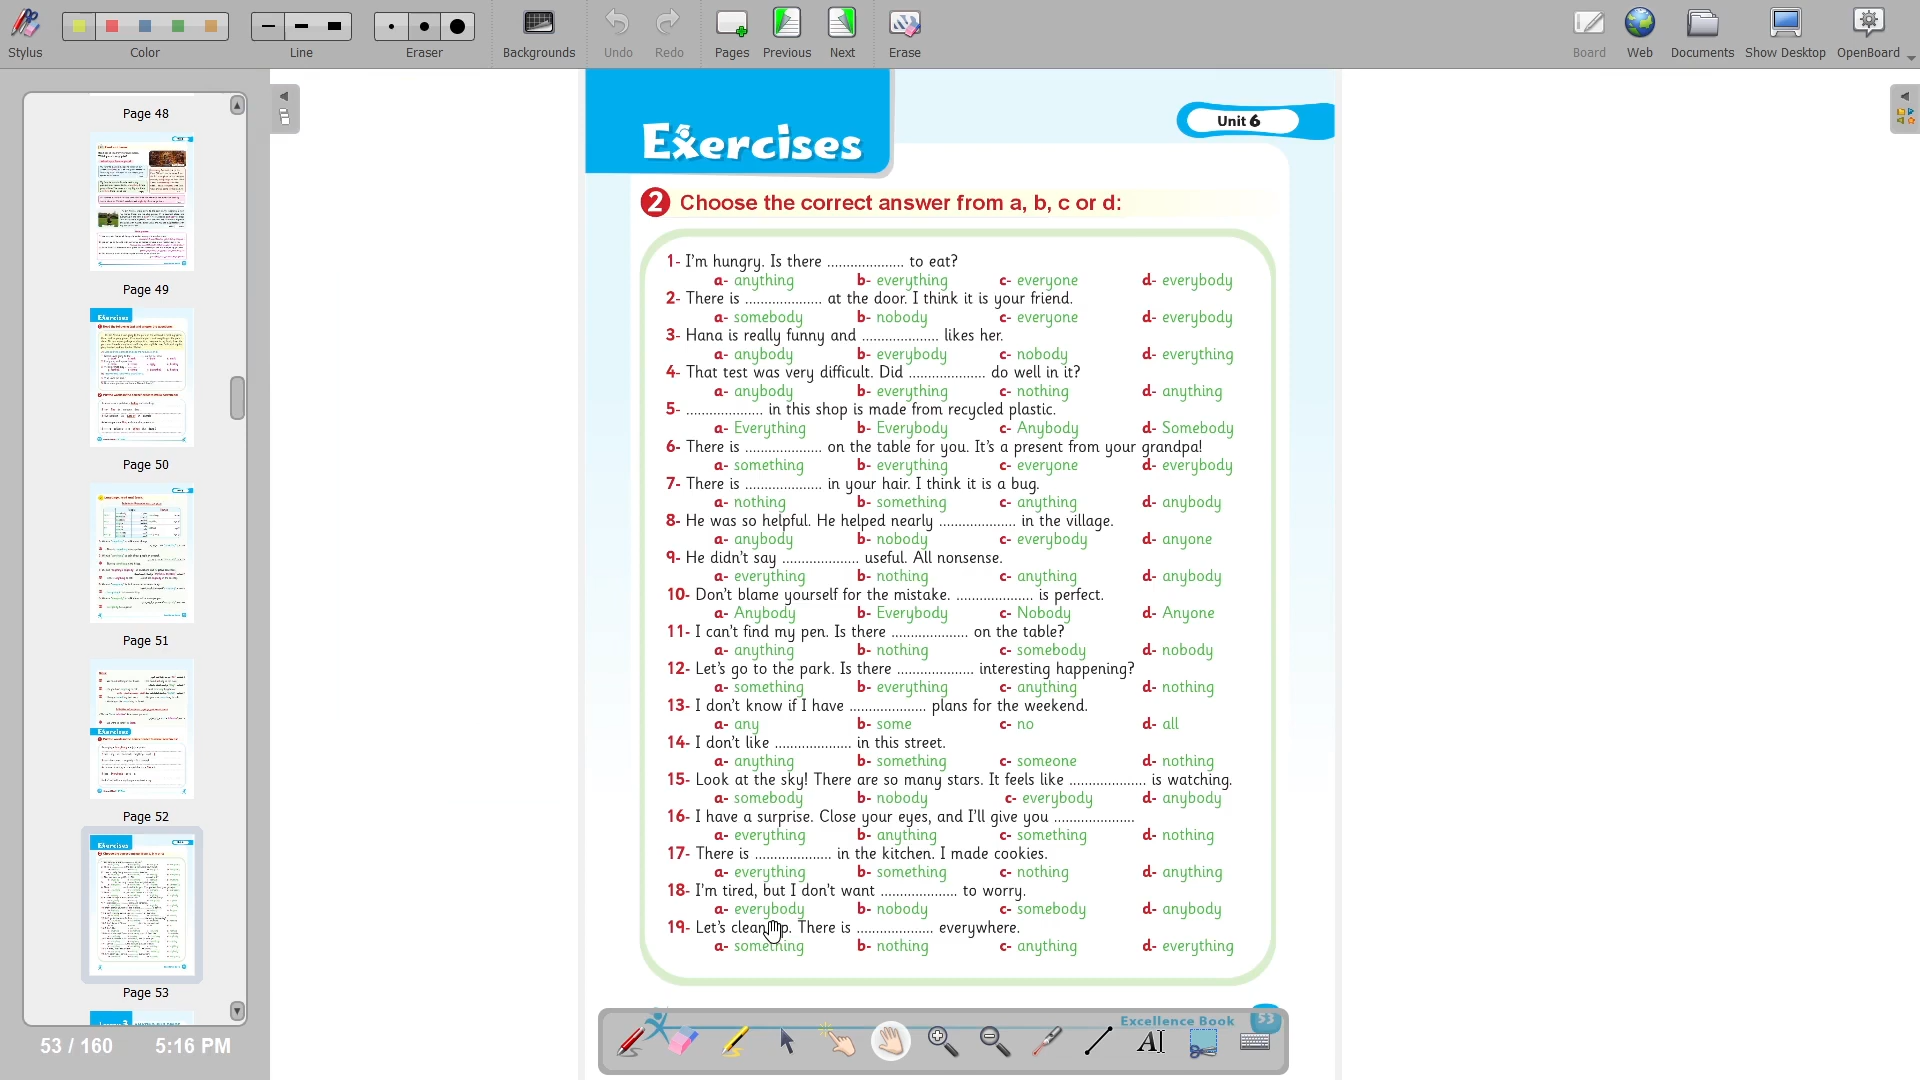 Stylus
Color
Line
Eraser
Backgrounds
Undo
Redo
Pages
Previous
Next
Erase
Board
Web
Documents
Show Desktop
OpenBoard
Page 48
Page 49
Page 50
Page 51
Page 52
Page 53
53 / 160 5:16 PM
Exercises
Unit 6
2 Choose the correct answer from a, b, c or d:
1- I'm hungry. Is there ................... to eat?
a- anything b- everything c- everyone d- everybody
2- There is ................... at the door. I think it is your friend.
a- somebody b- nobody c- everyone d- everybody
3- Hana is really funny and ................... likes her.
a- anybody b- everybody c- nobody d- everything
4- That test was very difficult. Did ................... do well in it?
a- anybody b- everything c- nothing d- anything
5- ................... in this shop is made from recycled plastic.
a- Everything b- Everybody c- Anybody d- Somebody
6- There is ................... on the table for you. It's a present from your grandpa!
a- something b- everything c- everyone d- everybody
7- There is ................... in your hair. I think it is a bug.
a- nothing b- something c- anything d- anybody
8- He was so helpful. He helped nearly ................... in the village.
a- anybody b- nobody c- everybody d- anyone
9- He didn't say ................... useful. All nonsense.
a- everything b- nothing c- anything d- anybody
10- Don't blame yourself for the mistake. ................... is perfect.
a- Anybody b- Everybody c- Nobody d- Anyone
11- I can't find my pen. Is there ................... on the table?
a- anything b- nothing c- somebody d- nobody
12- Let's go to the park. Is there ................... interesting happening?
a- something b- everything c- anything d- nothing
13- I don't know if I have ................... plans for the weekend.
a- any b- some c- no d- all
14- I don't like ................... in this street.
a- anything b- something c- someone d- nothing
15- Look at the sky! There are so many stars. It feels like ................... is watching.
a- somebody b- nobody c- everybody d- anybody
16- I have a surprise. Close your eyes, and I'll give you ....................
a- everything b- anything c- something d- nothing
17- There is ................... in the kitchen. I made cookies.
a- everything b- something c- nothing d- anything
18- I'm tired, but I don't want ................... to worry.
a- everybody b- nobody c- somebody d- anybody
19- Let's clean up. There is ................... everywhere.
a- something b- nothing c- anything d- everything
Excellence Book 53